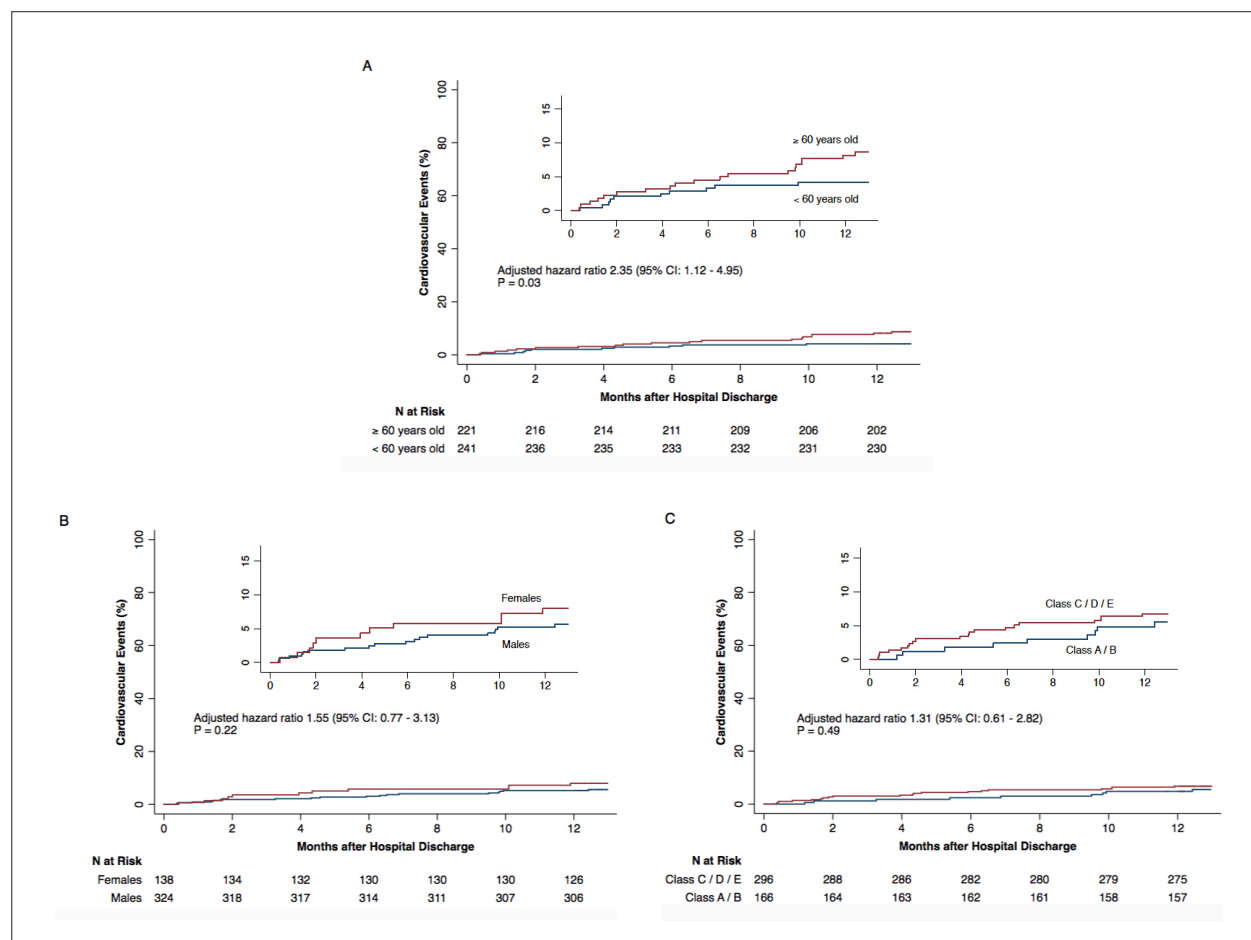 A
100
80
60
40
20
0
Cardiovascular Events (%)
15
10
5
0
≥ 60 years old
< 60 years old
0 2 4 6 8 10 12
Adjusted hazard ratio 2.35 (95% CI: 1.12 - 4.95)
P = 0.03
0 2 4 6 8 10 12
Months after Hospital Discharge
N at Risk
≥ 60 years old 221 216 214 211 209 206 202
< 60 years old 241 236 235 233 232 231 230
B
100
80
60
40
20
0
Cardiovascular Events (%)
15
10
5
0
Females
Males
0 2 4 6 8 10 12
Adjusted hazard ratio 1.55 (95% CI: 0.77 - 3.13)
P = 0.22
0 2 4 6 8 10 12
Months after Hospital Discharge
N at Risk
Females 138 134 132 130 130 130 126
Males 324 318 317 314 311 307 306
C
100
80
60
40
20
0
Cardiovascular Events (%)
15
10
5
0
Class C / D / E
Class A / B
0 2 4 6 8 10 12
Adjusted hazard ratio 1.31 (95% CI: 0.61 - 2.82)
P = 0.49
0 2 4 6 8 10 12
Months after Hospital Discharge
N at Risk
Class C / D / E 296 288 286 282 280 279 275
Class A / B 166 164 163 162 161 158 157